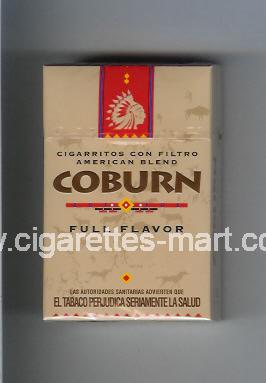 CIGARRITOS CON FILTRO
AMERICAN BLEND
COBURN
FULL FLAVOR
www.cigarettes-mart.com
LAS AUTORIDADES SANITARIAS ADVIERTEN QUE
EL TABACO PERJUDICA SERIAMENTE LA SALUD